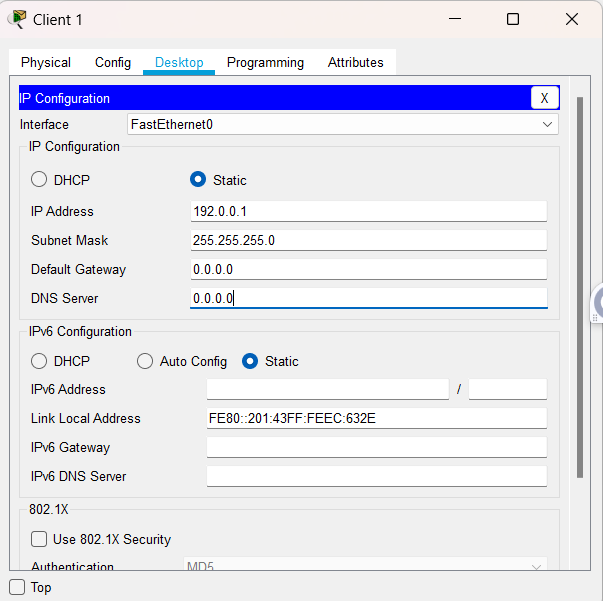 Client 1
Physical Config Desktop Programming Attributes
IP Configuration X
Interface FastEthernet0
IP Configuration
DHCP Static
IP Address 192.0.0.1
Subnet Mask 255.255.255.0
Default Gateway 0.0.0.0
DNS Server 0.0.0.0
IPv6 Configuration
DHCP Auto Config Static
IPv6 Address /
Link Local Address FE80::201:43FF:FEEC:632E
IPv6 Gateway
IPv6 DNS Server
802.1X
Use 802.1X Security
Authentication MD5
Top